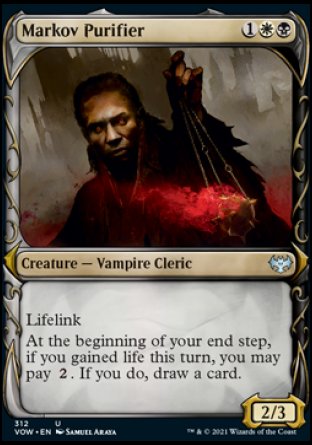 Markov Purifier 1
Creature — Vampire Cleric
Lifelink
At the beginning of your end step,
if you gained life this turn, you may
pay 2. If you do, draw a card.
312 U
VOW • EN SAMUEL ARAYA
2/3
™ & © 2021 Wizards of the Coast